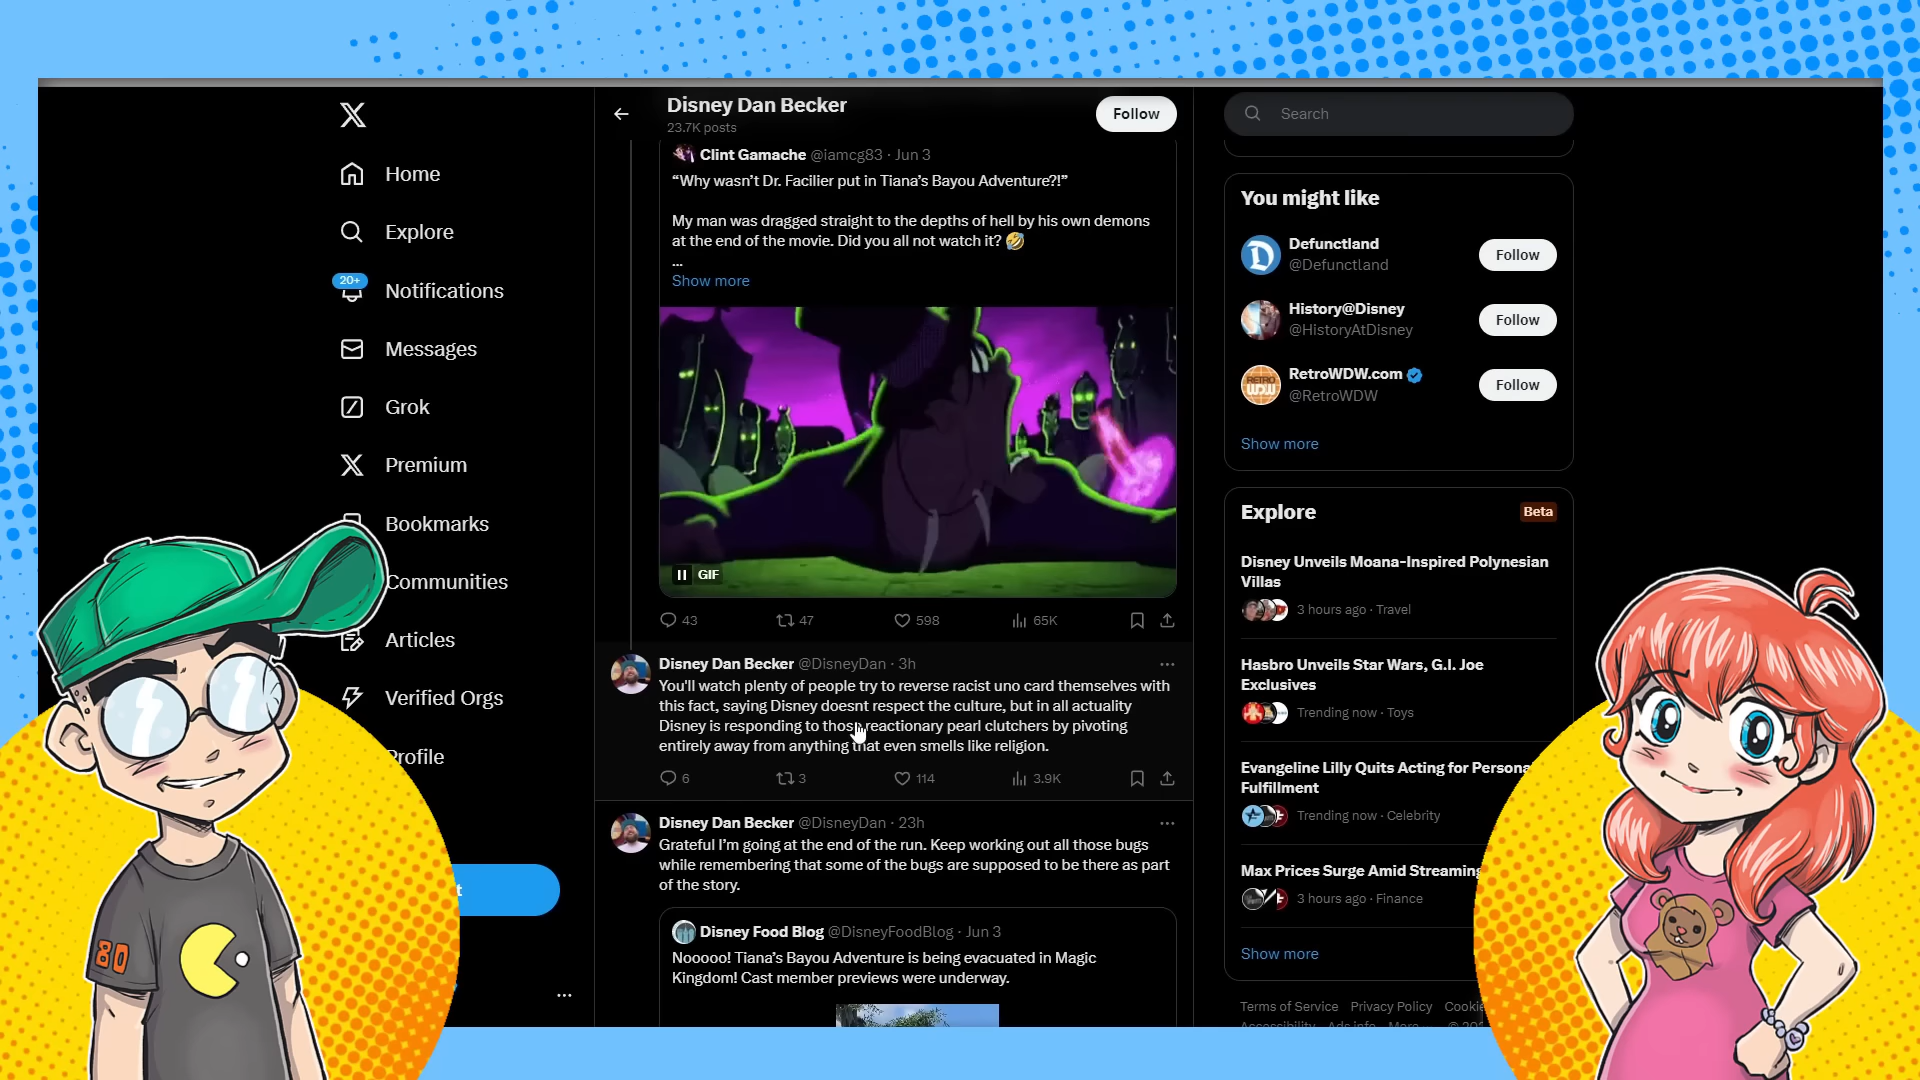 Home
Explore
20+
Notifications
Messages
Grok
Premium
Bookmarks
Communities
Articles
Verified Orgs
Profile
80
Disney Dan Becker
23.7K posts
Follow
Clint Gamache @iamcg83 · Jun 3
“Why wasn’t Dr. Facilier put in Tiana’s Bayou Adventure?!”
My man was dragged straight to the depths of hell by his own demons
at the end of the movie. Did you all not watch it? 🤣
...
Show more
GIF
43 47 598 65K
Disney Dan Becker @DisneyDan · 3h
You'll watch plenty of people try to reverse racist uno card themselves with
this fact, saying Disney doesnt respect the culture, but in all actuality
Disney is responding to those reactionary pearl clutchers by pivoting
entirely away from anything that even smells like religion.
6 3 114 3.9K
Disney Dan Becker @DisneyDan · 23h
Grateful I’m going at the end of the run. Keep working out all those bugs
while remembering that some of the bugs are supposed to be there as part
of the story.
Disney Food Blog @DisneyFoodBlog · Jun 3
Nooooo! Tiana’s Bayou Adventure is being evacuated in Magic
Kingdom! Cast member previews were underway.
Search
You might like
Defunctland
@Defunctland
Follow
History@Disney
@HistoryAtDisney
Follow
RETRO
WDW
RetroWDW.com
@RetroWDW
Follow
Show more
Explore
Beta
Disney Unveils Moana-Inspired Polynesian
Villas
3 hours ago · Travel
Hasbro Unveils Star Wars, G.I. Joe
Exclusives
Trending now · Toys
Evangeline Lilly Quits Acting for Persona
Fulfillment
Trending now · Celebrity
Max Prices Surge Amid Streaming
3 hours ago · Finance
Show more
Terms of Service Privacy Policy Cookie
Accessibility Ads info More